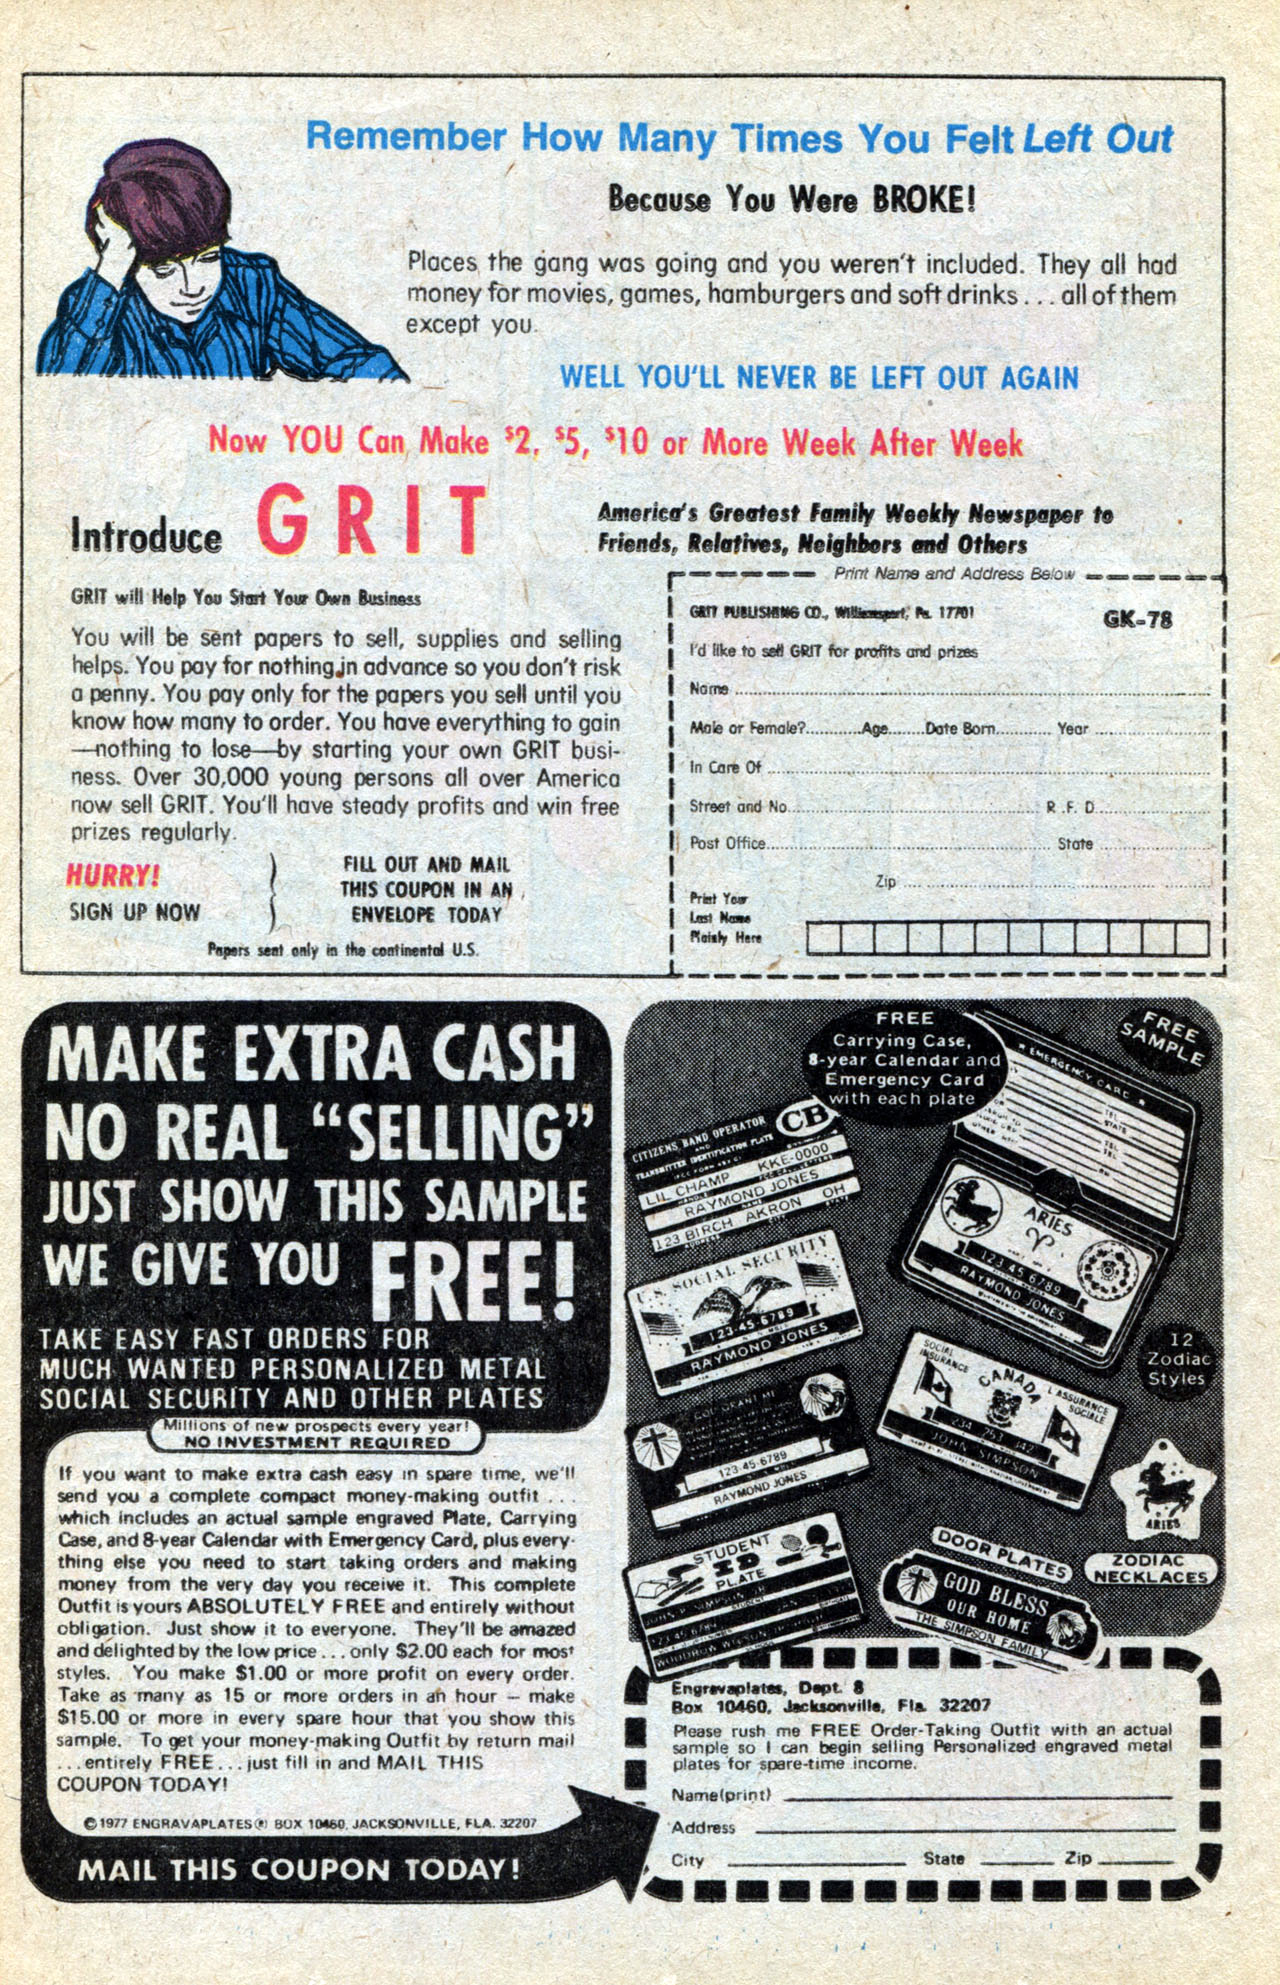 Remember How Many Times You Felt Left Out
Because You Were BROKE!
Places the gang was going and you weren't included. They all had
money for movies, games, hamburgers and soft drinks . . . all of them
except you.
WELL YOU'LL NEVER BE LEFT OUT AGAIN
Now YOU Can Make $2, $5, $10 or More Week After Week
Introduce GRIT
America's Greatest Family Weekly Newspaper to
Friends, Relatives, Neighbors and Others
GRIT will Help You Start Your Own Business
You will be sent papers to sell, supplies and selling
helps. You pay for nothing in advance so you don't risk
a penny. You pay only for the papers you sell until you
know how many to order. You have everything to gain
—nothing to lose—by starting your own GRIT busi-
ness. Over 30,000 young persons all over America
now sell GRIT. You'll have steady profits and win free
prizes regularly.
HURRY!
SIGN UP NOW
FILL OUT AND MAIL
THIS COUPON IN AN
ENVELOPE TODAY
Papers sent only in the continental U.S.
Print Name and Address Below
GRIT PUBLISHING CO., Williamsport, Pa. 17701
GK-78
I'd like to sell GRIT for profits and prizes
Name
Male or Female? Age Date Born Year
In Care Of
Street and No. R. F. D.
Post Office State
Zip
Print Your
Last Name
Plainly Here
MAKE EXTRA CASH
NO REAL "SELLING"
JUST SHOW THIS SAMPLE
WE GIVE YOU FREE!
TAKE EASY FAST ORDERS FOR
MUCH WANTED PERSONALIZED METAL
SOCIAL SECURITY AND OTHER PLATES
Millions of new prospects every year!
NO INVESTMENT REQUIRED
If you want to make extra cash easy in spare time, we'll
send you a complete compact money-making outfit . . .
which includes an actual sample engraved Plate, Carrying
Case, and 8-year Calendar with Emergency Card, plus every-
thing else you need to start taking orders and making
money from the very day you receive it. This complete
Outfit is yours ABSOLUTELY FREE and entirely without
obligation. Just show it to everyone. They'll be amazed
and delighted by the low price . . . only $2.00 each for most
styles. You make $1.00 or more profit on every order.
Take as many as 15 or more orders in an hour — make
$15.00 or more in every spare hour that you show this
sample. To get your money-making Outfit by return mail
. . . entirely FREE . . . just fill in and MAIL THIS
COUPON TODAY!
© 1977 ENGRAVAPLATES® BOX 10460, JACKSONVILLE, FLA. 32207
MAIL THIS COUPON TODAY!
FREE
Carrying Case,
8-year Calendar and
Emergency Card
with each plate
FREE
SAMPLE
★ EMERGENCY CARD ★
CITIZENS BAND OPERATOR
AND
TRANSMITTER IDENTIFICATION PLATE
CB
LIL CHAMP KKE-0000
RAYMOND JONES
123 BIRCH AKRON OH
ARIES
123 45 6789
RAYMOND JONES
U.S. SOCIAL SECURITY
123-45-6789
RAYMOND JONES
12
Zodiac
Styles
SOCIAL
INSURANCE
CANADA
L'ASSURANCE
SOCIALE
234 753 342
JOHN SIMPSON
GOD GRANT ME
123-45-6789
RAYMOND JONES
ARIES
ZODIAC
NECKLACES
STUDENT
ID
PLATE
DOOR PLATES
GOD BLESS
OUR HOME
THE SIMPSON FAMILY
Engravaplates, Dept. 8
Box 10460, Jacksonville, Fla. 32207
Please rush me FREE Order-Taking Outfit with an actual
sample so I can begin selling Personalized engraved metal
plates for spare-time income.
Name(print)
Address
City State Zip